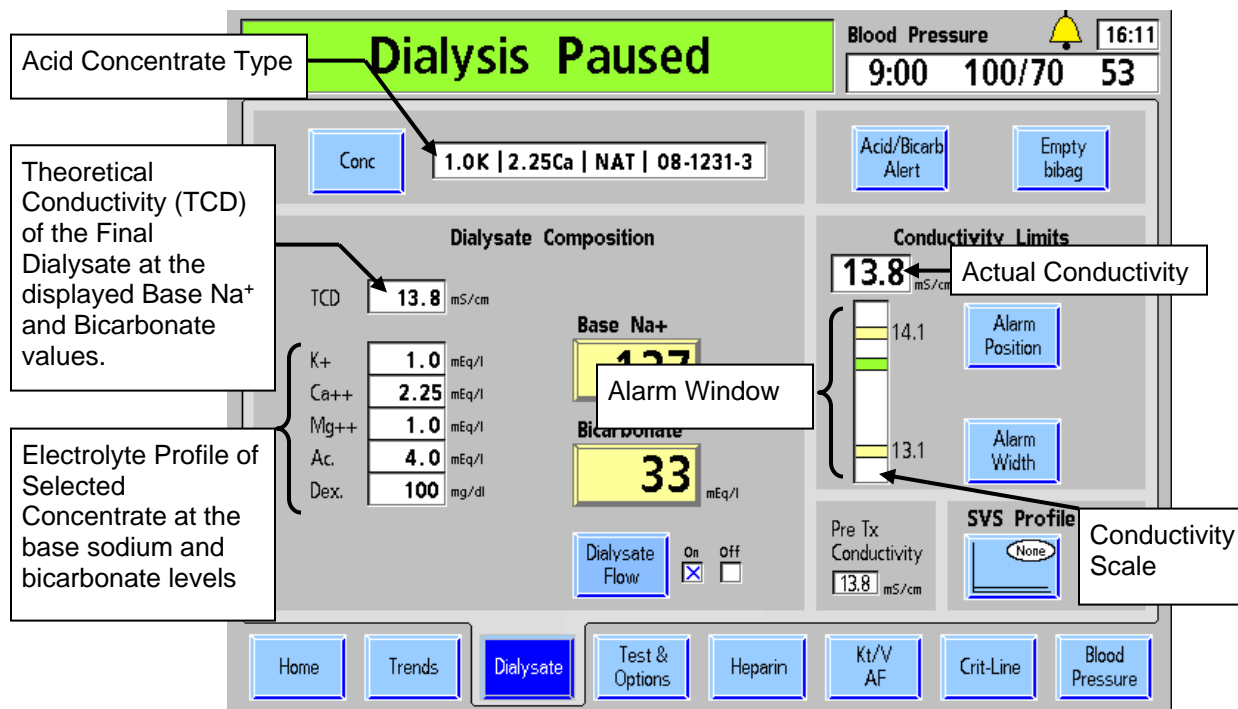 Dialysis Paused
Blood Pressure
16:11
9:00 100/70 53
Acid Concentrate Type
Conc
1.0K | 2.25Ca | NAT | 08-1231-3
Acid/Bicarb
Alert
Empty
bibag
Theoretical
Conductivity (TCD)
of the Final
Dialysate at the
displayed Base Na⁺
and Bicarbonate
values.
Dialysate Composition
TCD 13.8 mS/cm
K+ 1.0 mEq/l
Ca++ 2.25 mEq/l
Mg++ 1.0 mEq/l
Ac. 4.0 mEq/l
Dex. 100 mg/dl
Electrolyte Profile of
Selected
Concentrate at the
base sodium and
bicarbonate levels
Base Na+
Bicarbonate
33 mEq/l
Dialysate
Flow
On Off
Conductivity Limits
13.8 mS/cm
Actual Conductivity
14.1
Alarm
Position
Alarm Window
13.1
Alarm
Width
Pre Tx
Conductivity
13.8 mS/cm
SVS Profile
None
Conductivity
Scale
Home
Trends
Dialysate
Test &
Options
Heparin
Kt/V
AF
Crit-Line
Blood
Pressure